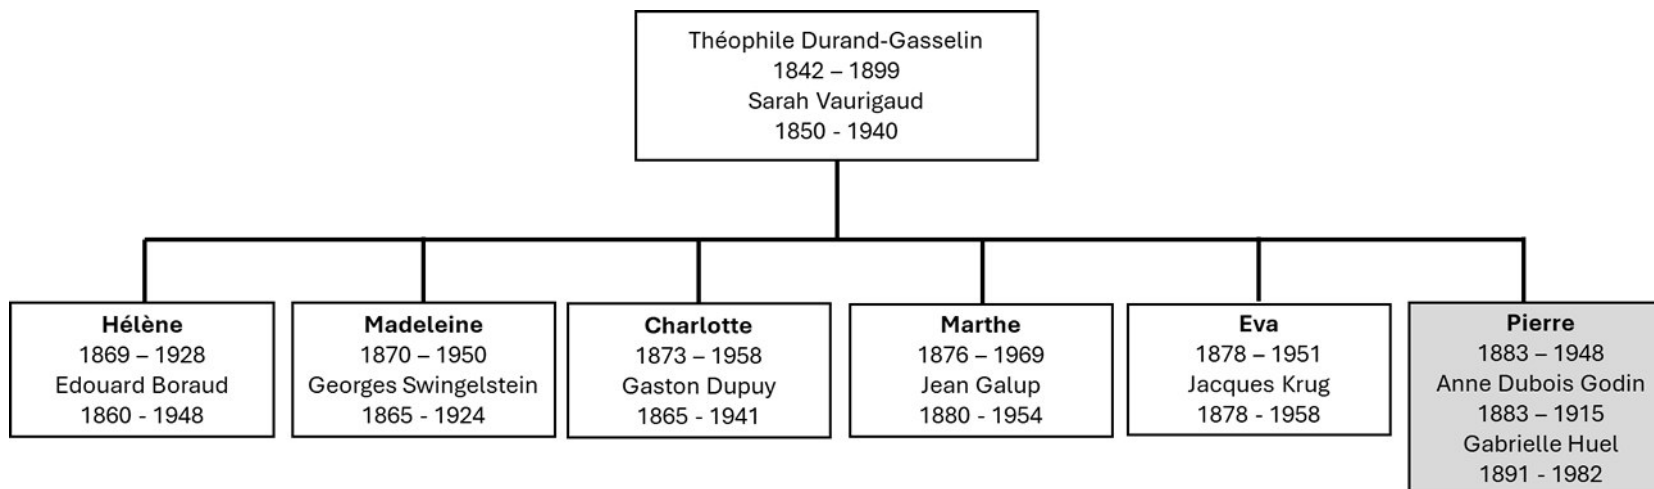 Théophile Durand-Gasselin
1842 – 1899
Sarah Vaurigaud
1850 - 1940
Hélène
1869 – 1928
Edouard Boraud
1860 - 1948
Madeleine
1870 – 1950
Georges Swingelstein
1865 - 1924
Charlotte
1873 – 1958
Gaston Dupuy
1865 - 1941
Marthe
1876 – 1969
Jean Galup
1880 - 1954
Eva
1878 – 1951
Jacques Krug
1878 - 1958
Pierre
1883 – 1948
Anne Dubois Godin
1883 – 1915
Gabrielle Huel
1891 - 1982